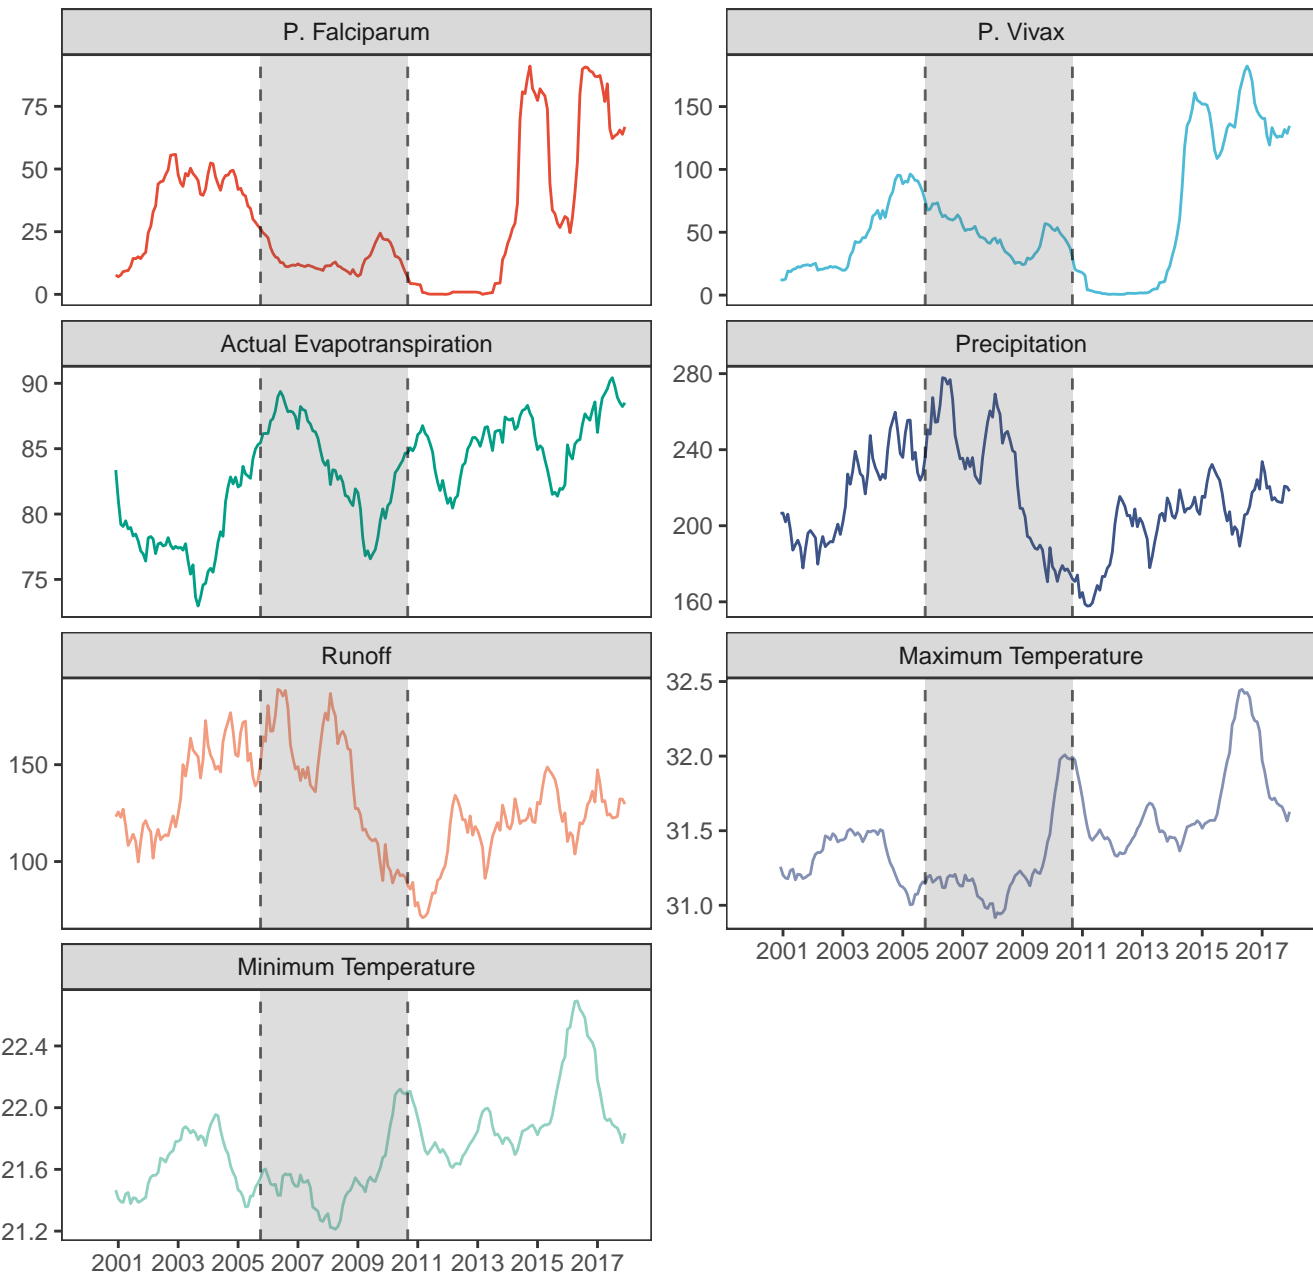 P. Falciparum
P. Vivax
75
50
25
0
150
100
50
0
Actual Evapotranspiration
Precipitation
90
85
80
75
280
240
200
160
Runoff
Maximum Temperature
150
100
32.5
32.0
31.5
31.0
2001 2003 2005 2007 2009 2011 2013 2015 2017
Minimum Temperature
22.4
22.0
21.6
21.2
2001 2003 2005 2007 2009 2011 2013 2015 2017